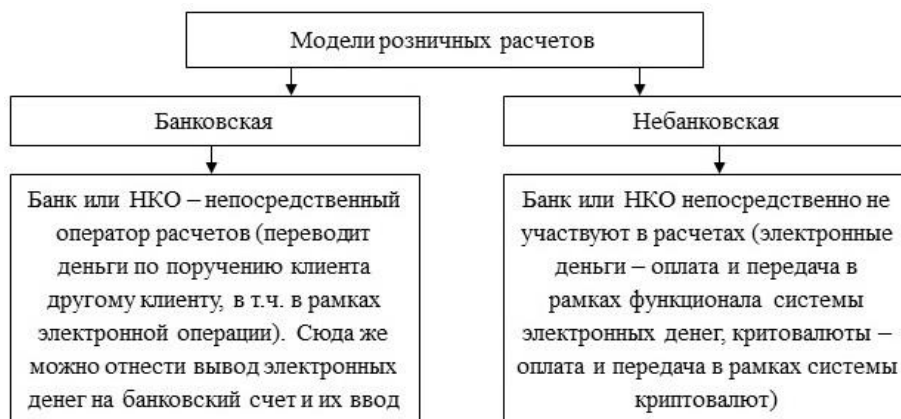 Модели розничных расчетов
Банковская
Небанковская
Банк или НКО – непосредственный
оператор расчетов (переводит
деньги по поручению клиента
другому клиенту, в т.ч. в рамках
электронной операции). Сюда же
можно отнести вывод электронных
денег на банковский счет и их ввод
Банк или НКО непосредственно не
участвуют в расчетах (электронные
деньги – оплата и передача в
рамках функционала системы
электронных денег, критовалюты –
оплата и передача в рамках системы
криптовалют)